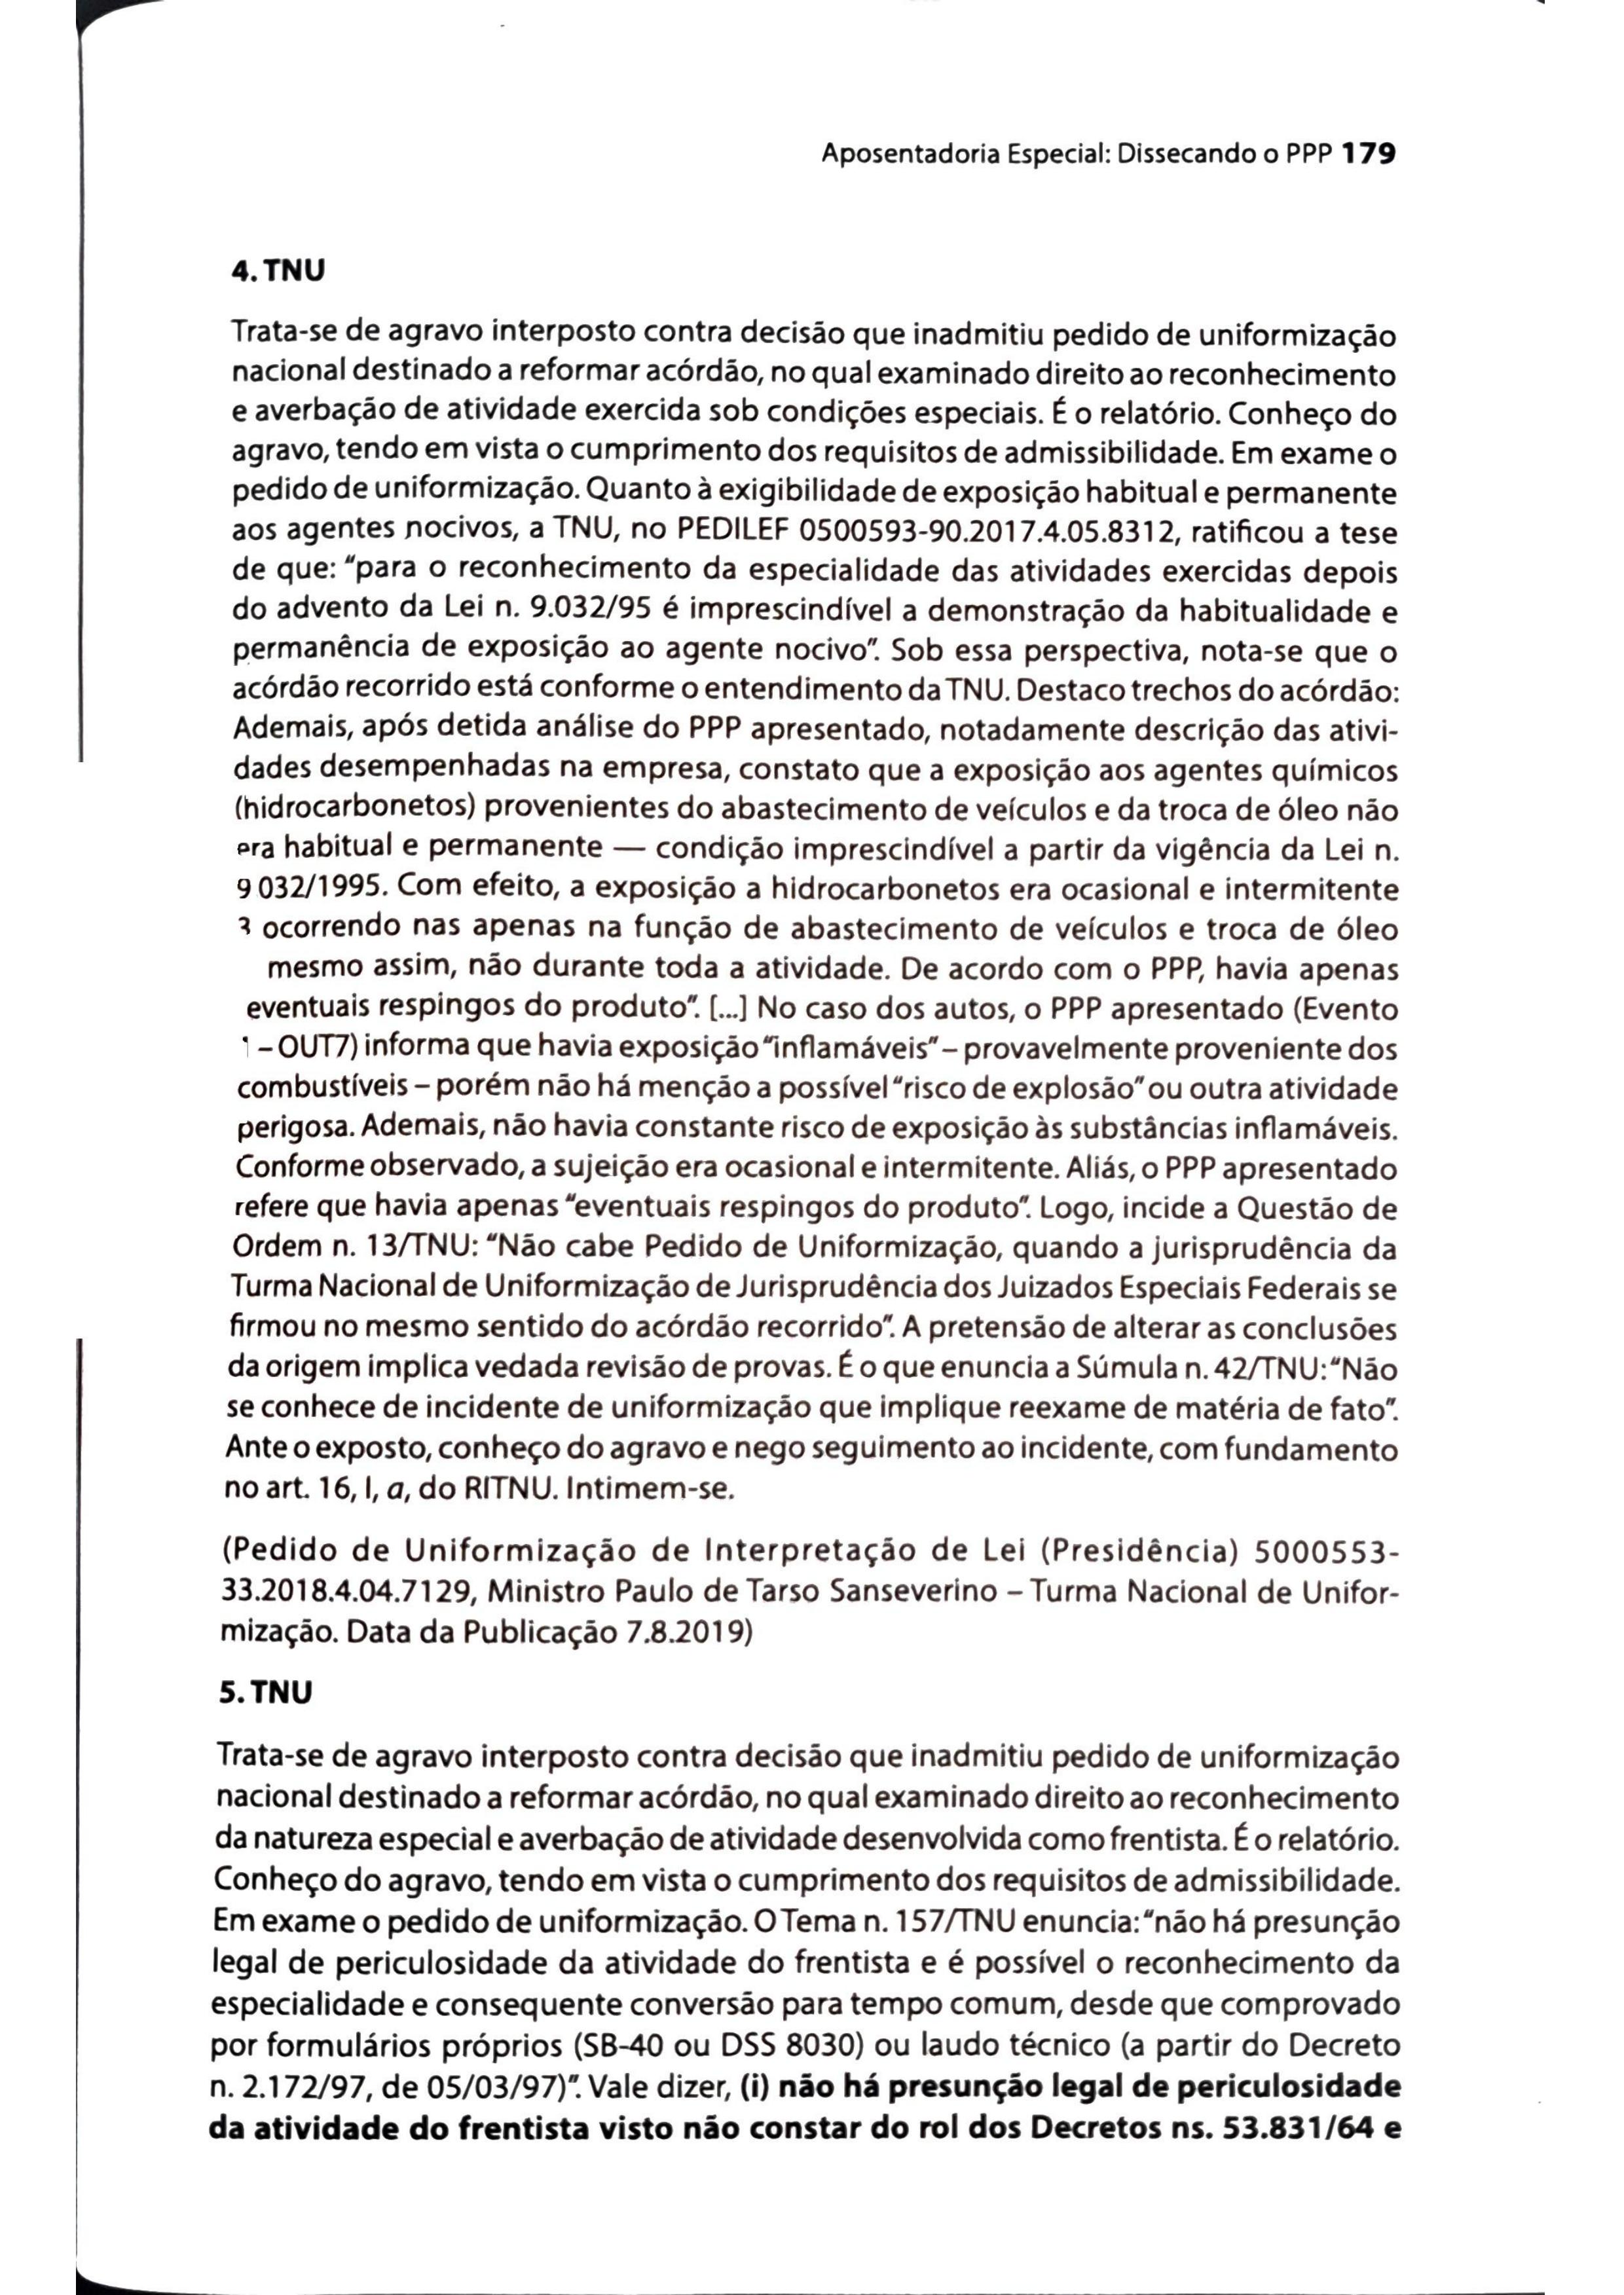 Aposentadoria Especial: Dissecando o PPP 179
4. TNU
Trata-se de agravo interposto contra decisão que inadmitiu pedido de uniformização
nacional destinado a reformar acórdão, no qual examinado direito ao reconhecimento
e averbação de atividade exercida sob condições especiais. É o relatório. Conheço do
agravo, tendo em vista o cumprimento dos requisitos de admissibilidade. Em exame o
pedido de uniformização. Quanto à exigibilidade de exposição habitual e permanente
aos agentes nocivos, a TNU, no PEDILEF 0500593-90.2017.4.05.8312, ratificou a tese
de que: "para o reconhecimento da especialidade das atividades exercidas depois
do advento da Lei n. 9.032/95 é imprescindível a demonstração da habitualidade e
permanência de exposição ao agente nocivo". Sob essa perspectiva, nota-se que o
acórdão recorrido está conforme o entendimento da TNU. Destaco trechos do acórdão:
Ademais, após detida análise do PPP apresentado, notadamente descrição das ativi-
dades desempenhadas na empresa, constato que a exposição aos agentes químicos
(hidrocarbonetos) provenientes do abastecimento de veículos e da troca de óleo não
era habitual e permanente — condição imprescindível a partir da vigência da Lei n.
9 032/1995. Com efeito, a exposição a hidrocarbonetos era ocasional e intermitente
ocorrendo nas apenas na função de abastecimento de veículos e troca de óleo
mesmo assim, não durante toda a atividade. De acordo com o PPP, havia apenas
eventuais respingos do produto". [...] No caso dos autos, o PPP apresentado (Evento
1 – OUT7) informa que havia exposição "inflamáveis" – provavelmente proveniente dos
combustíveis – porém não há menção a possível "risco de explosão" ou outra atividade
perigosa. Ademais, não havia constante risco de exposição às substâncias inflamáveis.
Conforme observado, a sujeição era ocasional e intermitente. Aliás, o PPP apresentado
refere que havia apenas "eventuais respingos do produto". Logo, incide a Questão de
Ordem n. 13/TNU: "Não cabe Pedido de Uniformização, quando a jurisprudência da
Turma Nacional de Uniformização de Jurisprudência dos Juizados Especiais Federais se
firmou no mesmo sentido do acórdão recorrido". A pretensão de alterar as conclusões
da origem implica vedada revisão de provas. É o que enuncia a Súmula n. 42/TNU: "Não
se conhece de incidente de uniformização que implique reexame de matéria de fato".
Ante o exposto, conheço do agravo e nego seguimento ao incidente, com fundamento
no art. 16, I, a, do RITNU. Intimem-se.
(Pedido de Uniformização de Interpretação de Lei (Presidência) 5000553-
33.2018.4.04.7129, Ministro Paulo de Tarso Sanseverino – Turma Nacional de Unifor-
mização. Data da Publicação 7.8.2019)
5. TNU
Trata-se de agravo interposto contra decisão que inadmitiu pedido de uniformização
nacional destinado a reformar acórdão, no qual examinado direito ao reconhecimento
da natureza especial e averbação de atividade desenvolvida como frentista. É o relatório.
Conheço do agravo, tendo em vista o cumprimento dos requisitos de admissibilidade.
Em exame o pedido de uniformização. O Tema n. 157/TNU enuncia: "não há presunção
legal de periculosidade da atividade do frentista e é possível o reconhecimento da
especialidade e consequente conversão para tempo comum, desde que comprovado
por formulários próprios (SB-40 ou DSS 8030) ou laudo técnico (a partir do Decreto
n. 2.172/97, de 05/03/97)". Vale dizer, (i) não há presunção legal de periculosidade
da atividade do frentista visto não constar do rol dos Decretos ns. 53.831/64 e